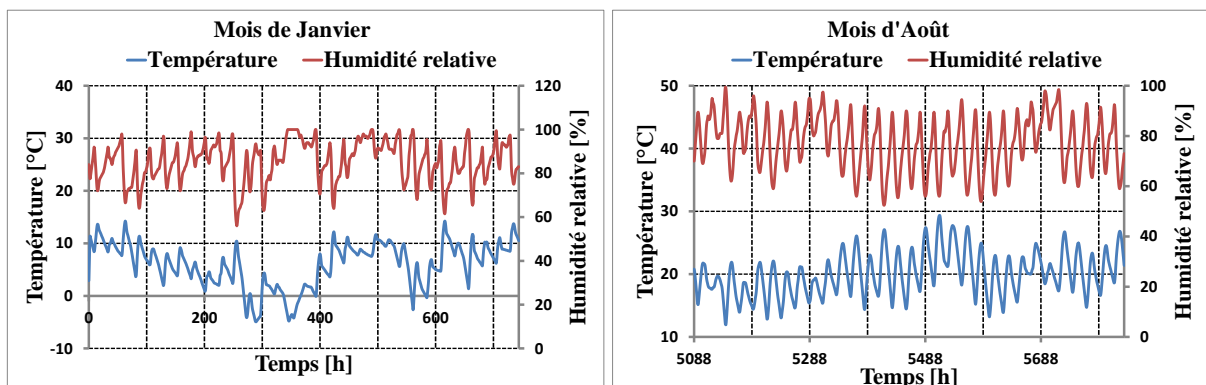 Mois de Janvier
Température Humidité relative
40
30
20
10
0
-10
120
100
80
60
40
20
0
0 200 400 600
Température [°C]
Humidité relative [%]
Temps [h]
Mois d'Août
Température Humidité relative
50
40
30
20
10
100
80
60
40
20
0
5088 5288 5488 5688
Température [°C]
Humidité relative [%]
Temps [h]